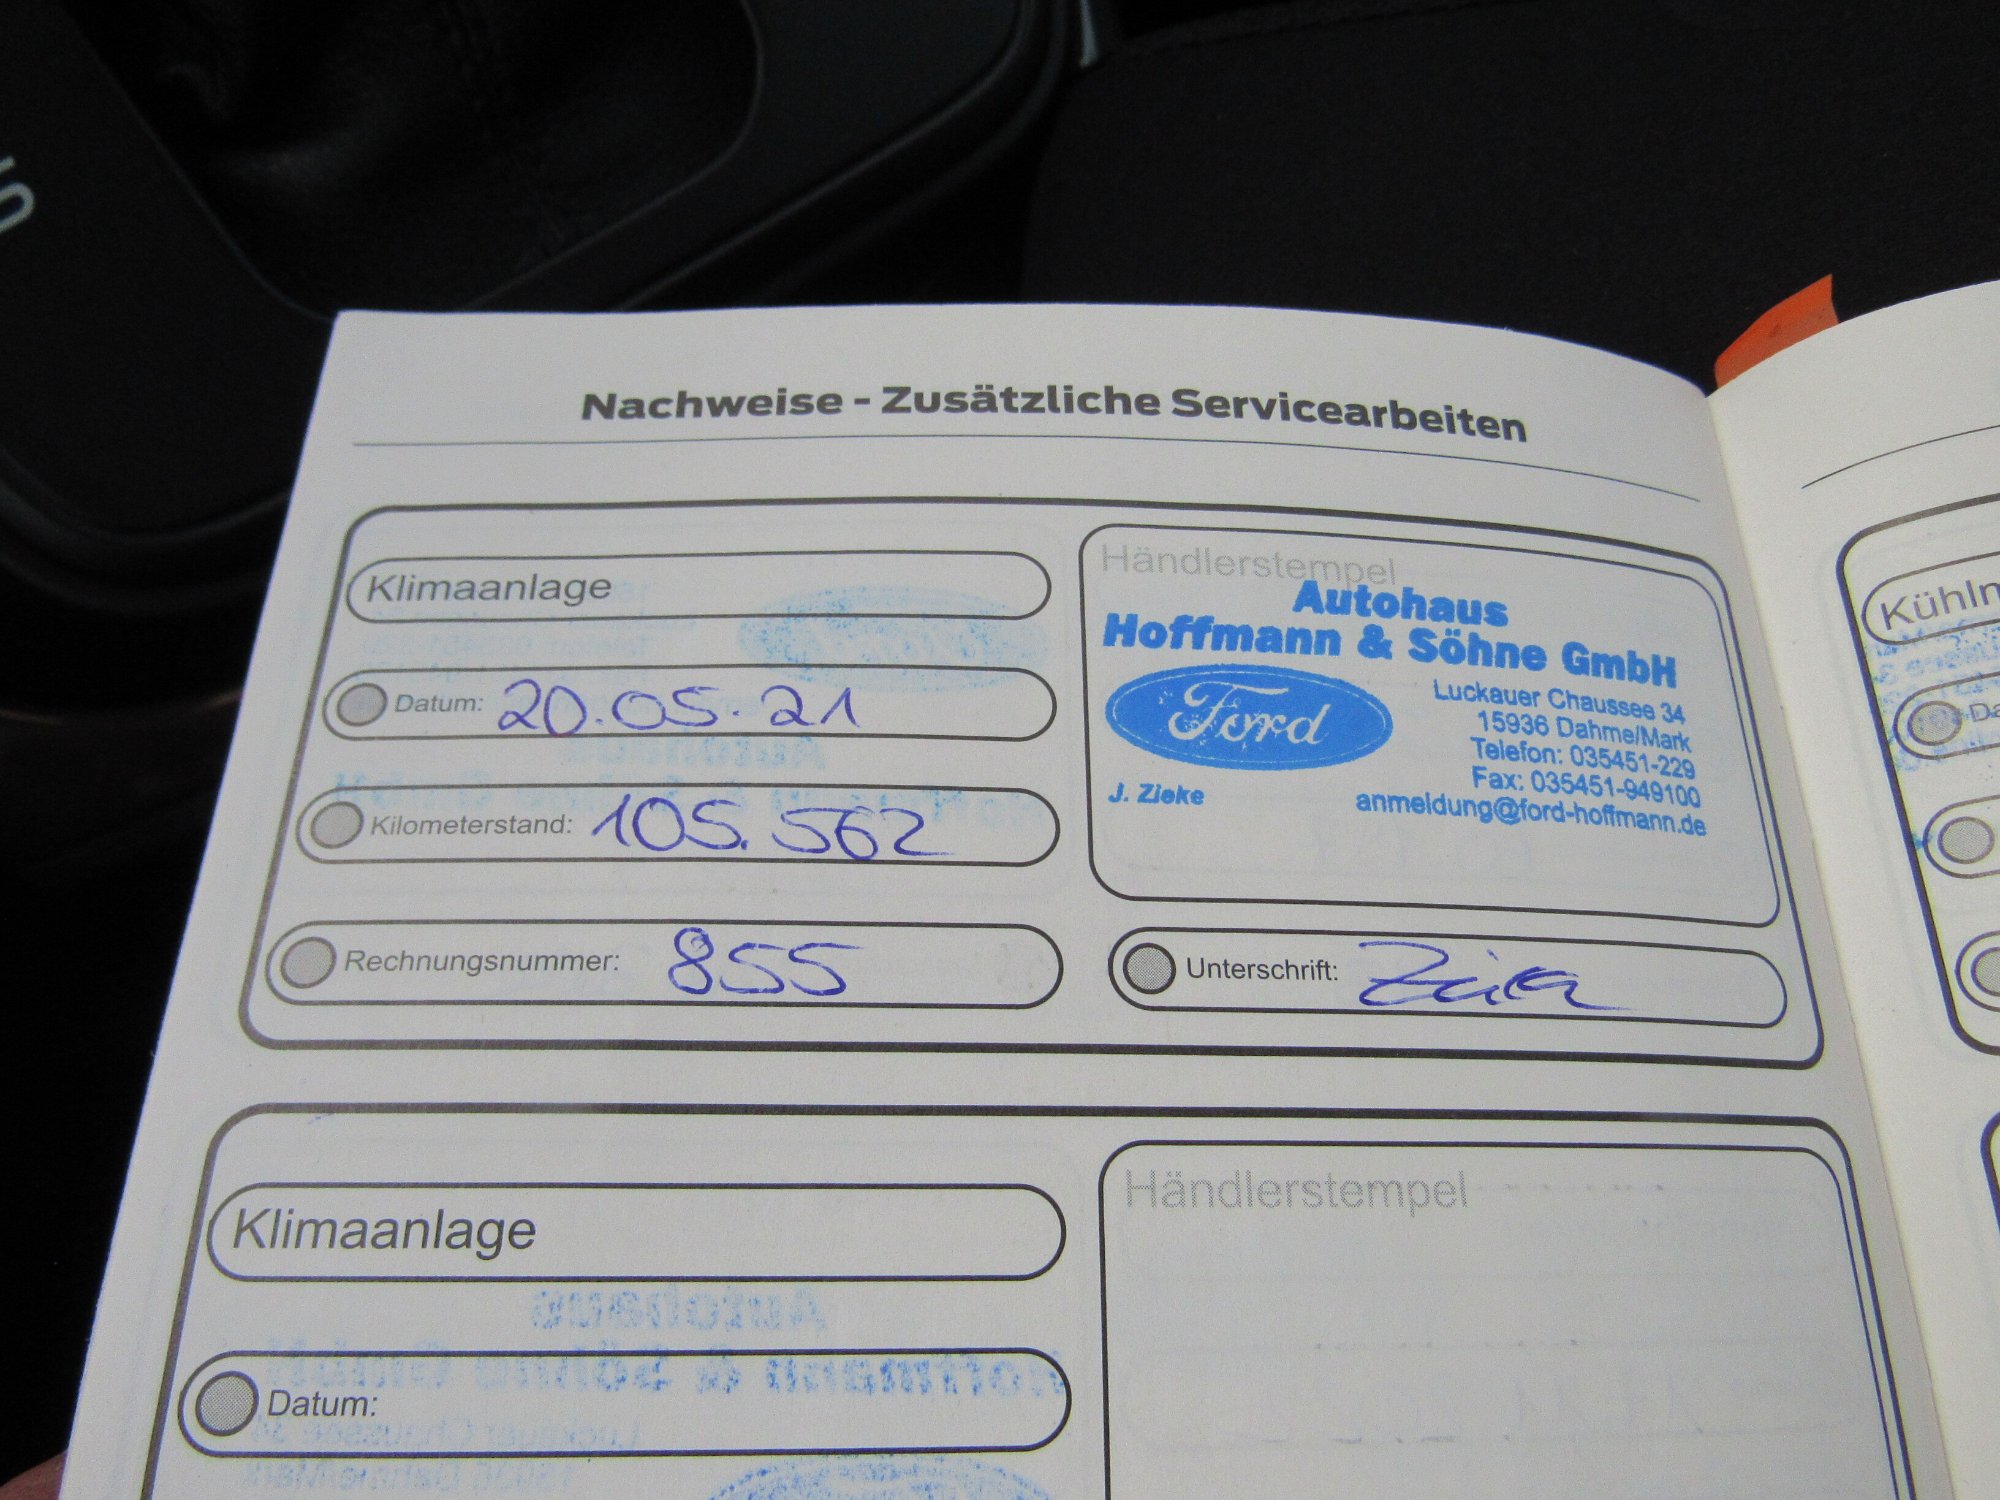 Nachweise - Zusätzliche Servicearbeiten
Klimaanlage
Händlerstempel
Autohaus
Hoffmann & Söhne GmbH
Ford
Luckauer Chaussee 34
15936 Dahme/Mark
Telefon: 035451-229
Fax: 035451-949100
anmeldung@ford-hoffmann.de
J. Zieke
Datum: 20.05.21
Kilometerstand: 105.562
Rechnungsnummer: 855
Unterschrift:
Klimaanlage
Händlerstempel
Datum: